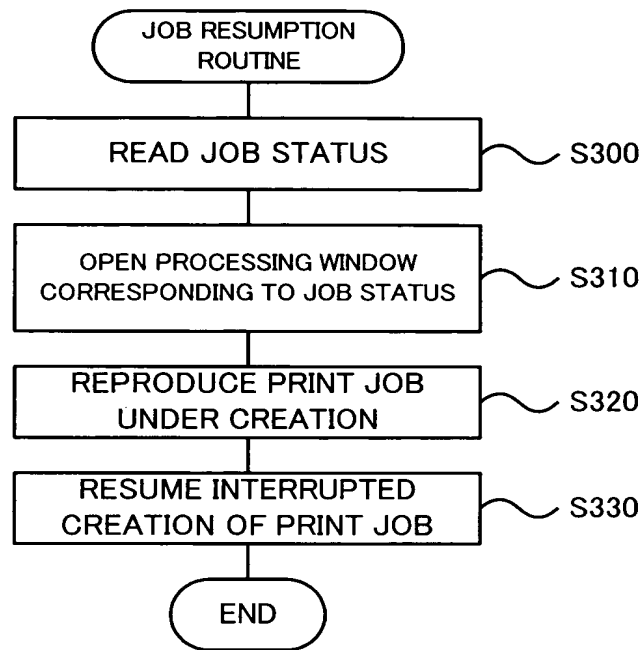 JOB RESUMPTION
ROUTINE
READ JOB STATUS
S300
OPEN PROCESSING WINDOW
CORRESPONDING TO JOB STATUS
S310
REPRODUCE PRINT JOB
UNDER CREATION
S320
RESUME INTERRUPTED
CREATION OF PRINT JOB
S330
END